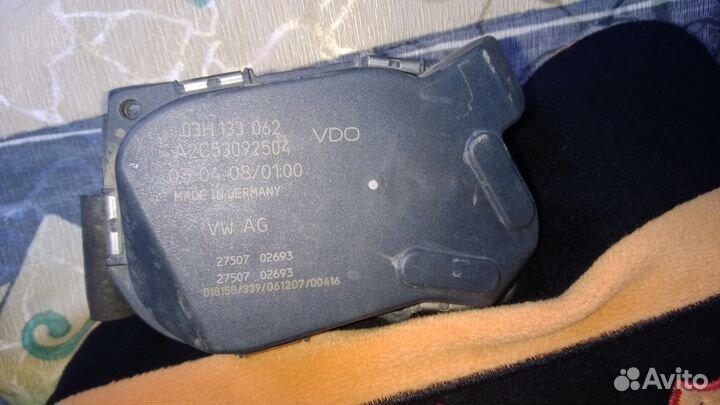 03H 133 062
VDO
A2C53092504
03 04 08/01:00
MADE IN GERMANY
VW AG
27507 02693
27507 02693
018158/339/061207/00416
Avito